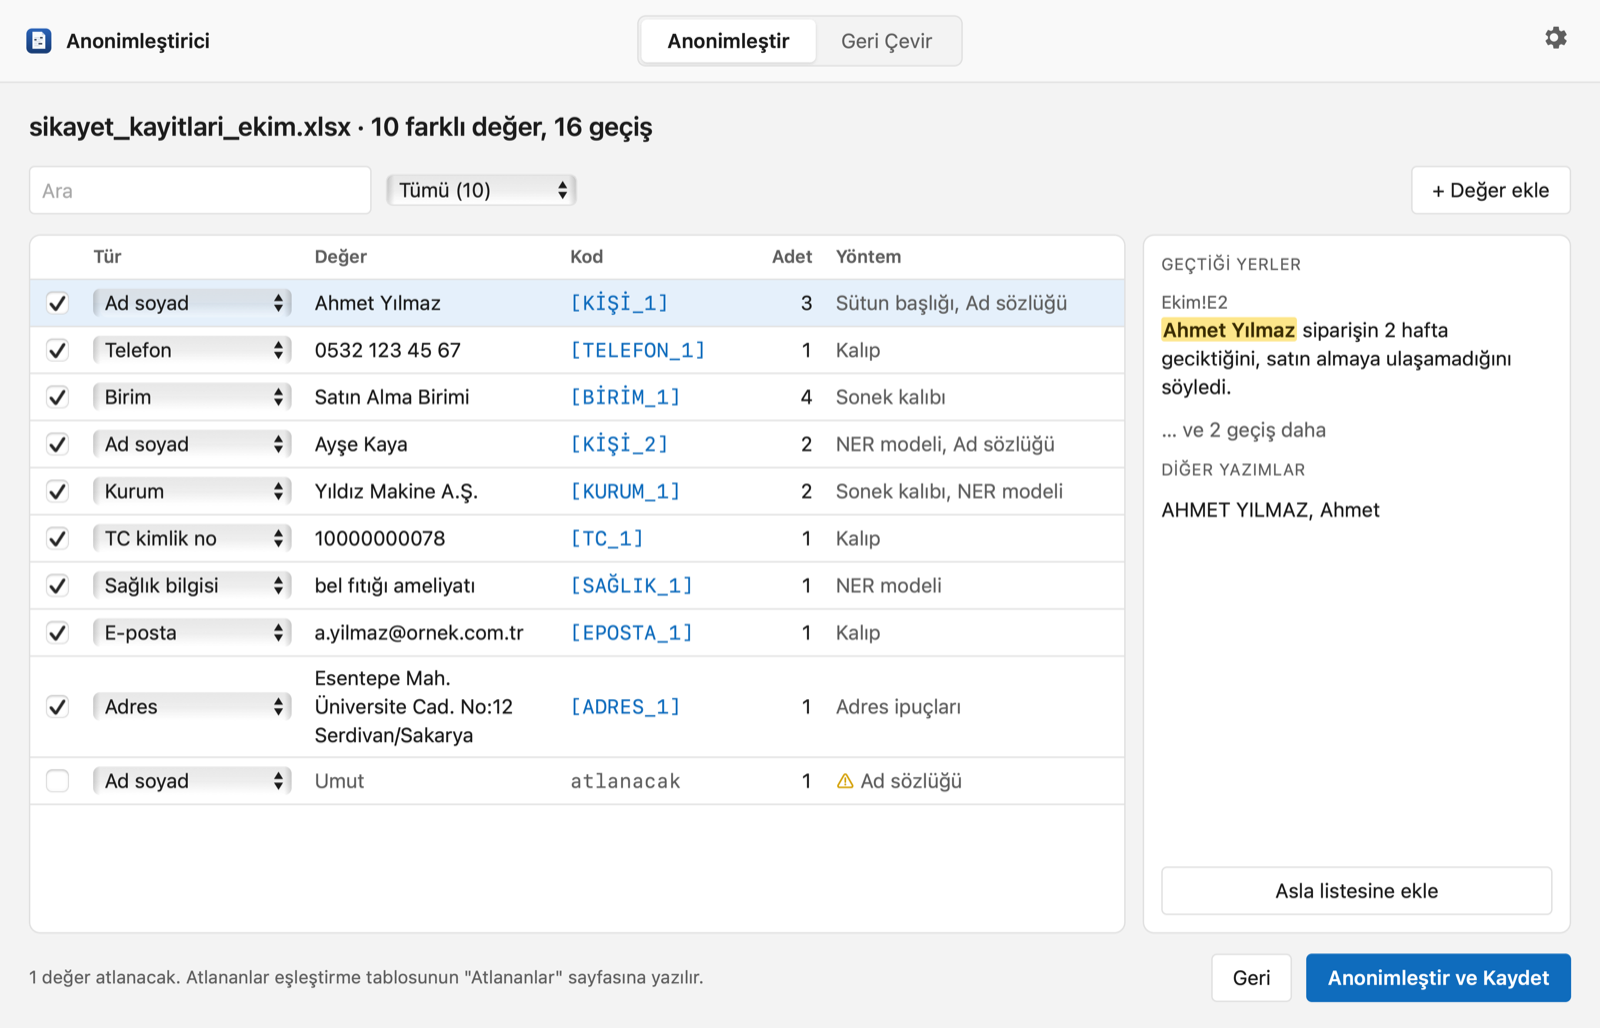 Anonimleştirici
Anonimleştir
Geri Çevir
sikayet_kayitlari_ekim.xlsx · 10 farklı değer, 16 geçiş
Ara
Tümü (10)
+ Değer ekle
Tür Değer Kod Adet Yöntem
Ad soyad Ahmet Yılmaz [KİŞİ_1] 3 Sütun başlığı, Ad sözlüğü
Telefon 0532 123 45 67 [TELEFON_1] 1 Kalıp
Birim Satın Alma Birimi [BİRİM_1] 4 Sonek kalıbı
Ad soyad Ayşe Kaya [KİŞİ_2] 2 NER modeli, Ad sözlüğü
Kurum Yıldız Makine A.Ş. [KURUM_1] 2 Sonek kalıbı, NER modeli
TC kimlik no 10000000078 [TC_1] 1 Kalıp
Sağlık bilgisi bel fıtığı ameliyatı [SAĞLIK_1] 1 NER modeli
E-posta a.yilmaz@ornek.com.tr [EPOSTA_1] 1 Kalıp
Esentepe Mah.
Adres Üniversite Cad. No:12 [ADRES_1] 1 Adres ipuçları
Serdivan/Sakarya
Ad soyad Umut atlanacak 1 Ad sözlüğü
GEÇTİĞİ YERLER
Ekim!E2
Ahmet Yılmaz siparişin 2 hafta
geciktiğini, satın almaya ulaşamadığını
söyledi.
... ve 2 geçiş daha
DİĞER YAZIMLAR
AHMET YILMAZ, Ahmet
Asla listesine ekle
1 değer atlanacak. Atlananlar eşleştirme tablosunun "Atlananlar" sayfasına yazılır.
Geri
Anonimleştir ve Kaydet